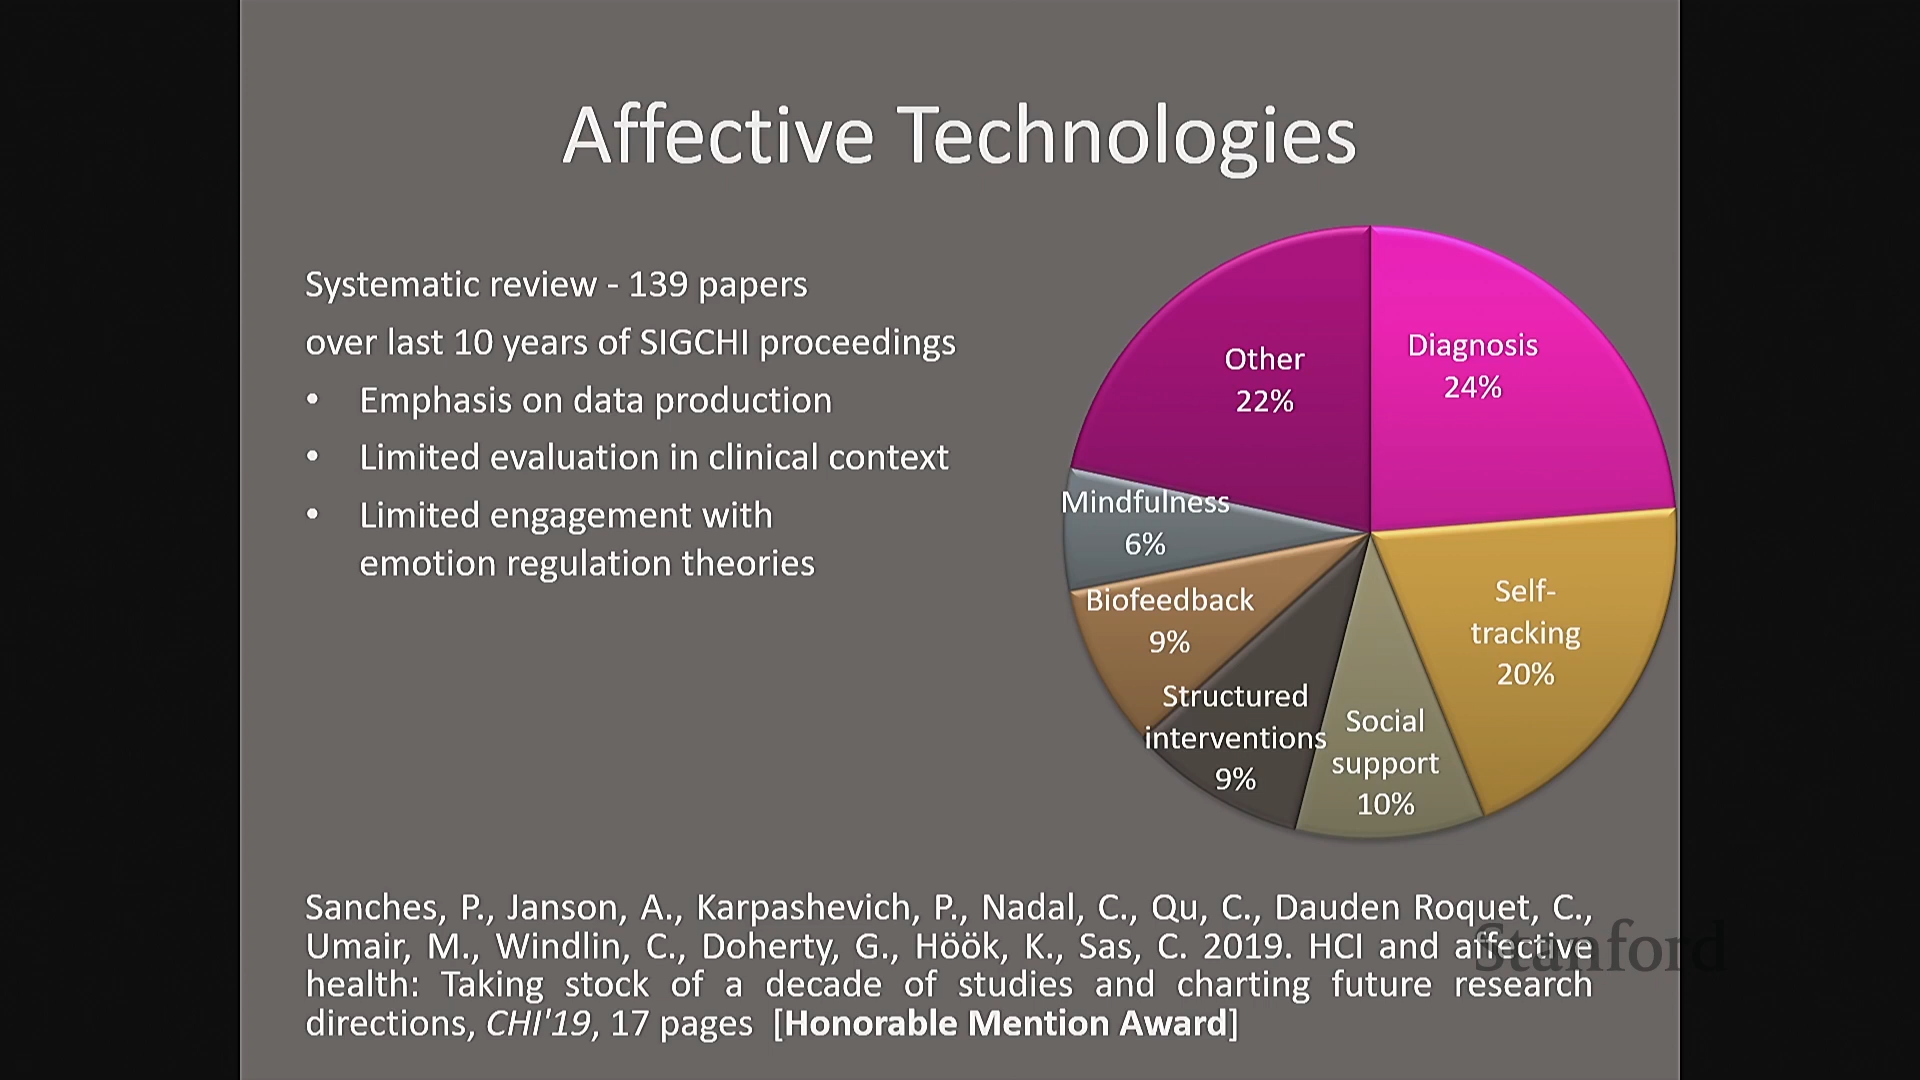 Affective Technologies
Systematic review - 139 papers
over last 10 years of SIGCHI proceedings
• Emphasis on data production
• Limited evaluation in clinical context
• Limited engagement with
emotion regulation theories
Other
22%
Diagnosis
24%
Mindfulness
6%
Biofeedback
9%
Structured
interventions
9%
Social
support
10%
Self-
tracking
20%
Sanches, P., Janson, A., Karpashevich, P., Nadal, C., Qu, C., Dauden Roquet, C.,
Umair, M., Windlin, C., Doherty, G., Höök, K., Sas, C. 2019. HCI and affective
health: Taking stock of a decade of studies and charting future research
directions, CHI'19, 17 pages [Honorable Mention Award]
Stanford